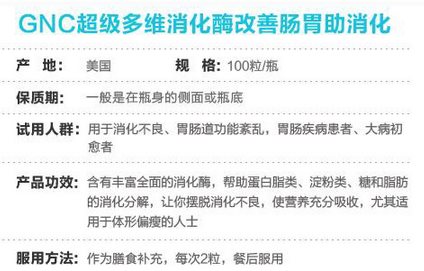 GNC超级多维消化酶改善肠胃助消化
产 地: 美国 规 格: 100粒/瓶
保质期: 一般是在瓶身的侧面或瓶底
试用人群: 用于消化不良、胃肠道功能紊乱，胃肠疾病患者、大病初
愈者
产品功效: 含有丰富全面的消化酶，帮助蛋白脂类、淀粉类、糖和脂肪
的消化分解，让你摆脱消化不良，使营养充分吸收，尤其适
用于体形偏瘦的人士
服用方法: 作为膳食补充，每次2粒，餐后服用